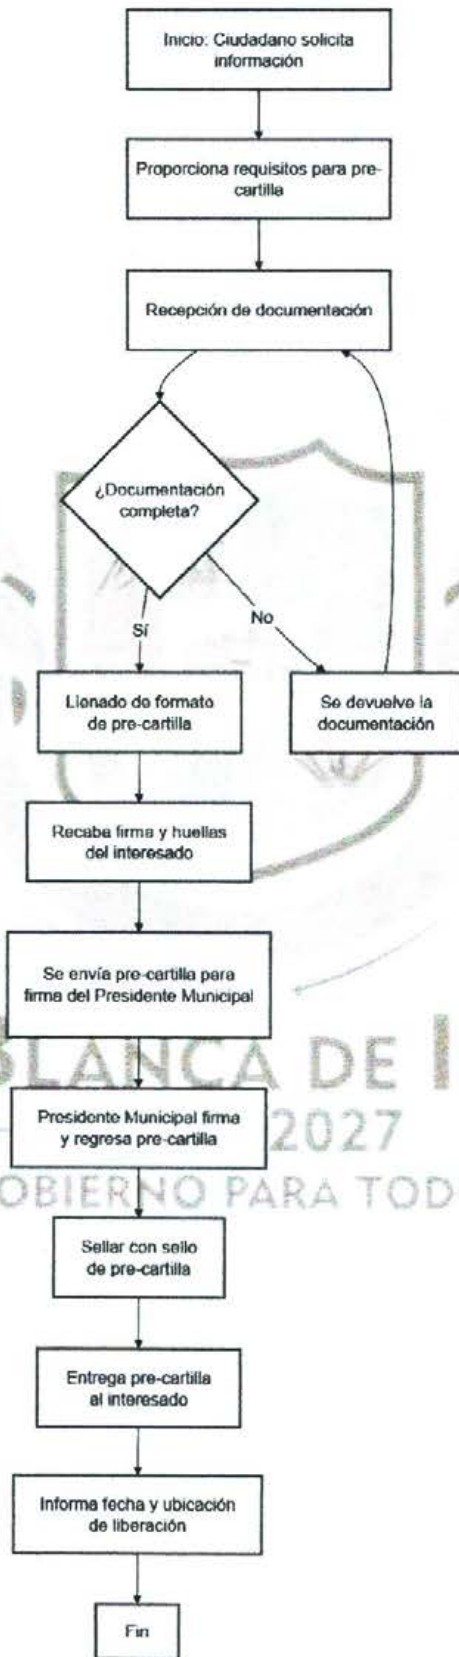 Inicio: Ciudadano solicita
información
Proporciona requisitos para pre-
cartilla
Recepción de documentación
¿Documentación
completa?
Sí
No
Llenado de formato
de pre-cartilla
Se devuelve la
documentación
Recaba firma y huellas
del interesado
Se envía pre-cartilla para
firma del Presidente Municipal
LANCA DE
Presidente Municipal firma
y regresa pre-cartilla
2027
OBIERNO PARA TOD
Sellar con sello
de pre-cartilla
Entrega pre-cartilla
al interesado
Informa fecha y ubicación
de liberación
Fin